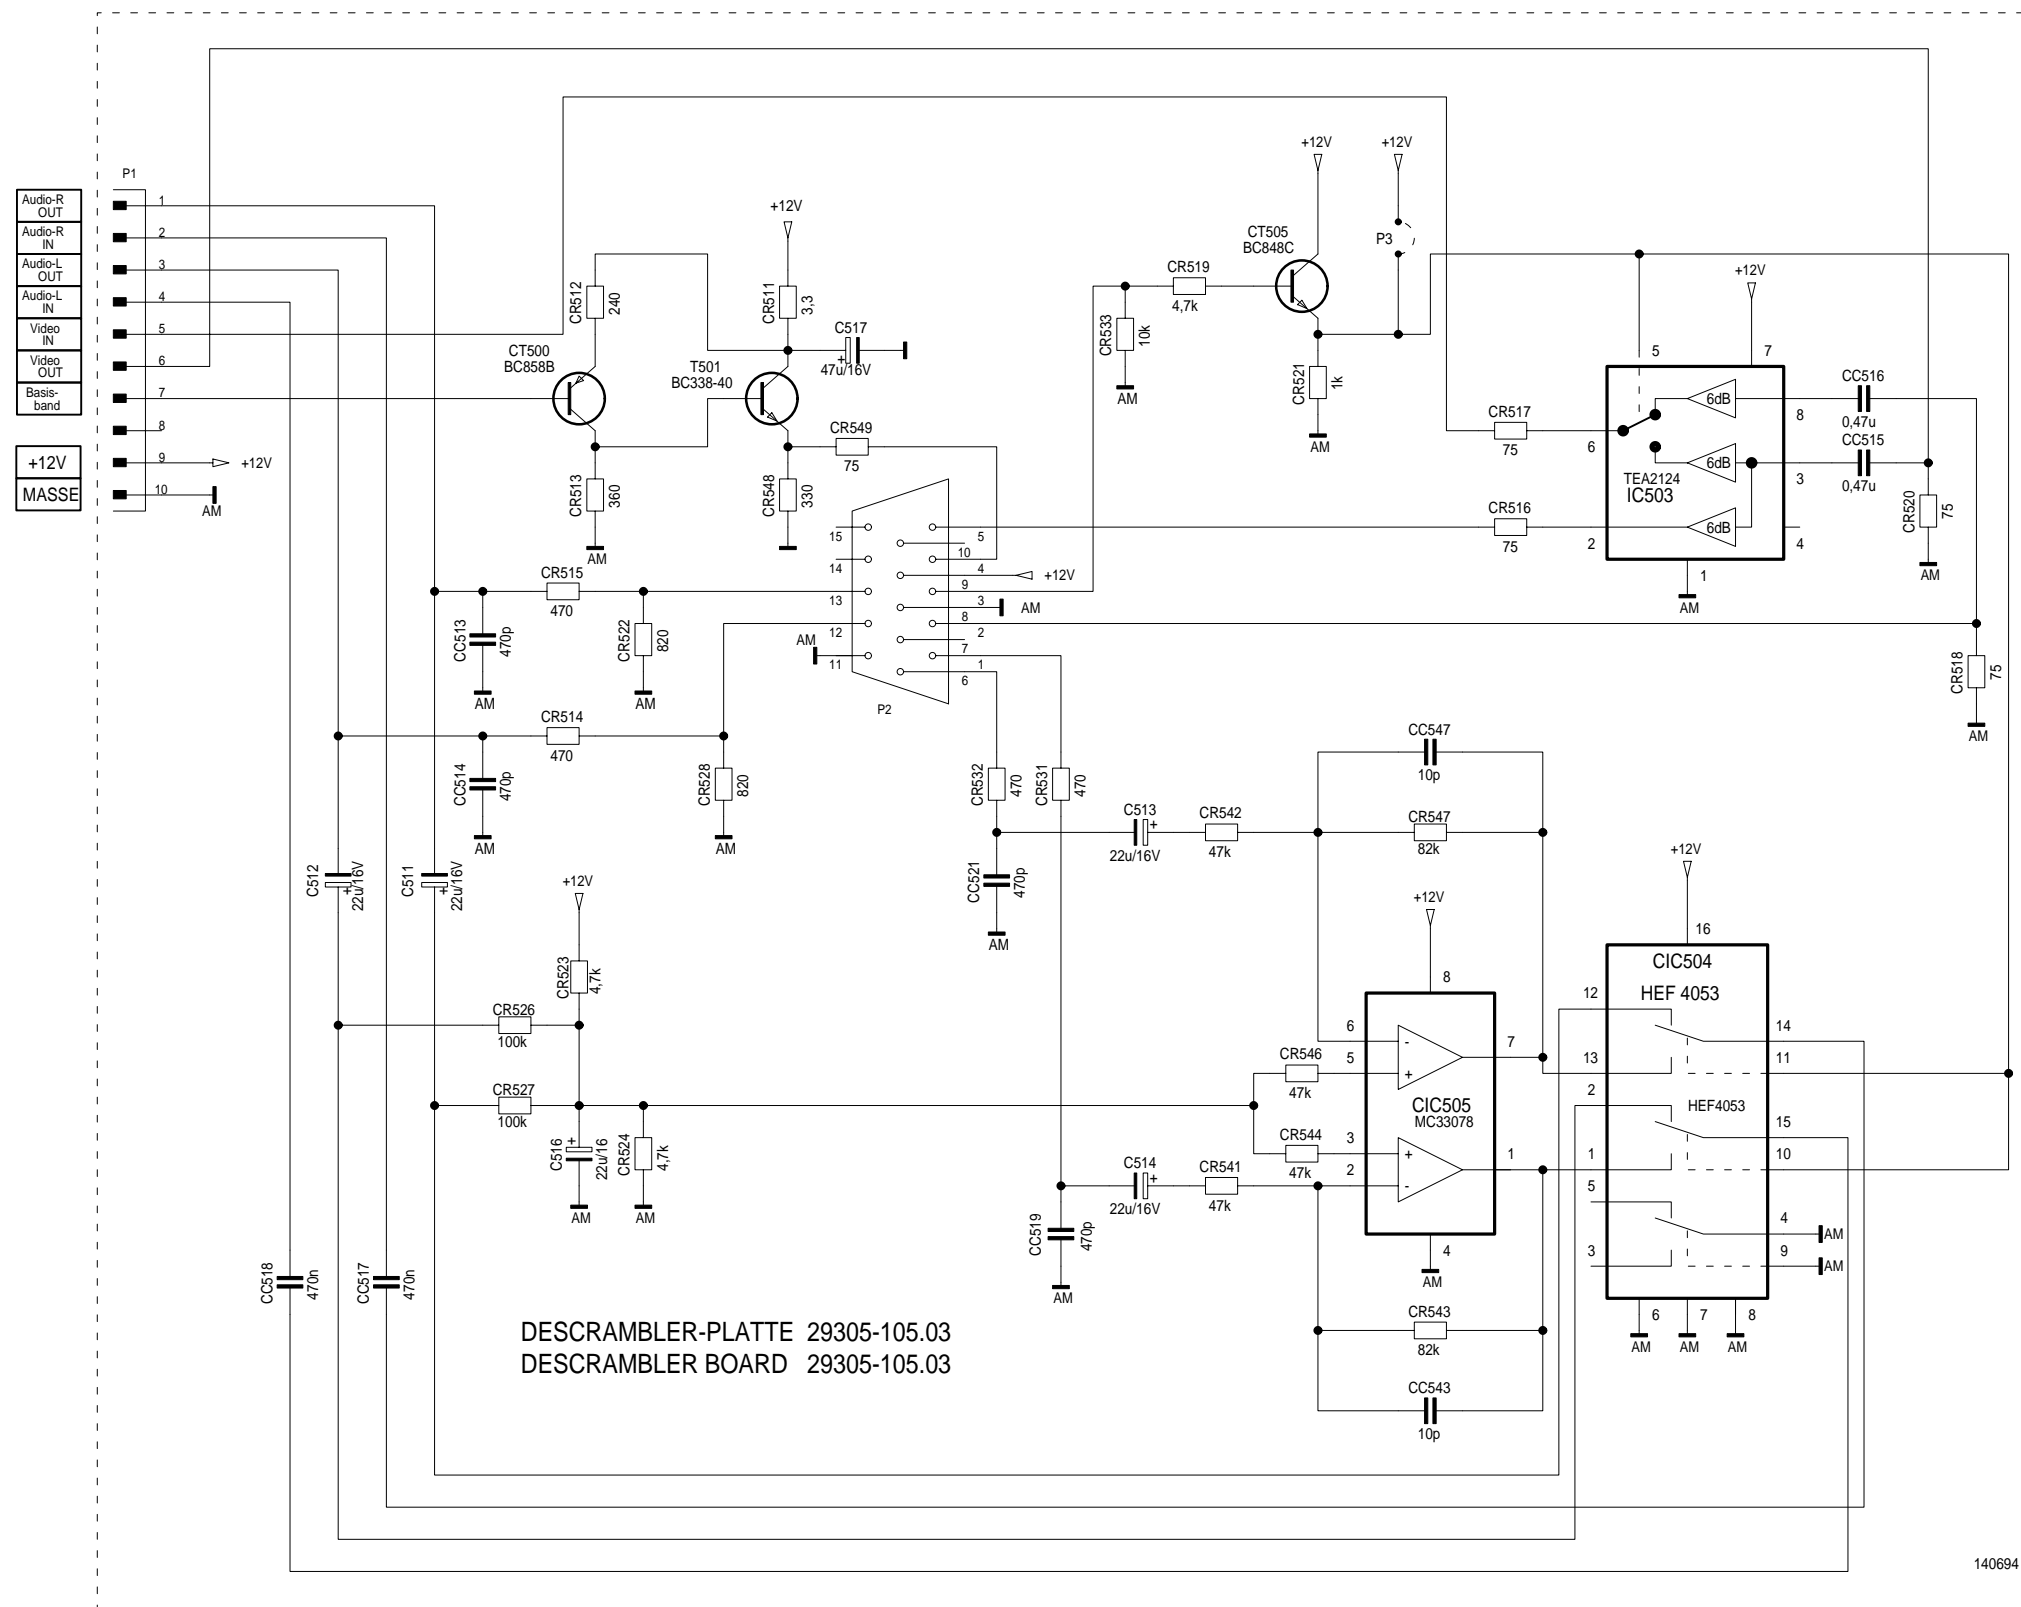 P1
Audio-R
OUT
Audio-R
IN
Audio-L
OUT
Audio-L
IN
Video
IN
Video
OUT
Basis-
band
+12V
MASSE
1
2
3
4
5
6
7
8
9
10
+12V
AM
CR512
240
CT500
BC858B
CR513
360
AM
+12V
CR511
3,3
C517
+
47u/16V
T501
BC338-40
CR549
75
CR548
330
+12V
+12V
CT505
BC848C
P3
CR519
4,7k
CR533
10k
AM
CR521
1k
AM
+12V
5
7
6dB
6dB
6dB
TEA2124
IC503
6
2
8
3
4
1
AM
CR517
75
CR516
75
CC516
0,47u
CC515
0,47u
CR520
75
AM
CR518
75
AM
15
14
13
12
11
5
10
4
9
3
8
2
7
1
6
+12V
AM
AM
P2
CR515
470
CC513
470p
AM
CR522
820
AM
CR514
470
CC514
470p
AM
CR528
820
AM
C512
+
22u/16V
C511
+
22u/16V
+12V
CR523
4,7k
CR526
100k
CR527
100k
C516
+
22u/16
AM
CR524
4,7k
AM
CR532
470
CR531
470
CC521
470p
AM
C513
+
22u/16V
CR542
47k
CC547
10p
CR547
82k
+12V
8
6
5
-
+
7
CR546
47k
CIC505
MC33078
CR544
47k
3
2
+
-
1
4
AM
C514
+
22u/16V
CR541
47k
CC519
470p
AM
CR543
82k
CC543
10p
+12V
16
CIC504
HEF 4053
12
13
2
1
5
3
14
11
HEF4053
15
10
4
AM
9
AM
6
7
8
AM
AM
AM
CC518
470n
CC517
470n
DESCRAMBLER-PLATTE 29305-105.03
DESCRAMBLER BOARD 29305-105.03
140694